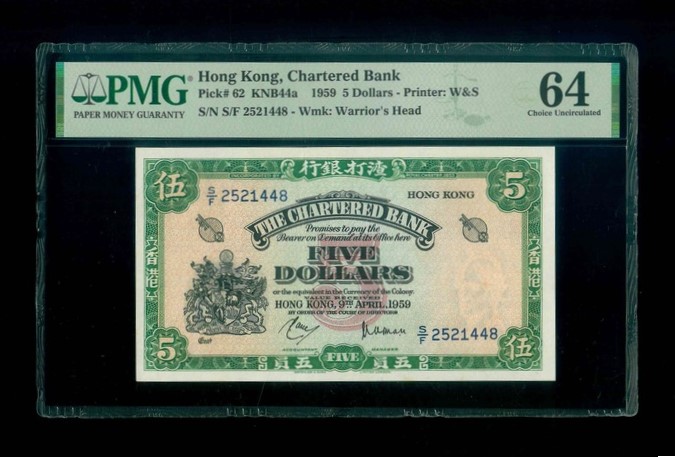 PMG
PAPER MONEY GUARANTY
Hong Kong, Chartered Bank
Pick# 62 KNB44a 1959 5 Dollars - Printer: W&S
S/N S/F 2521448 - Wmk: Warrior's Head
64
Choice Uncirculated
行銀打渣
伍
5
S/F 2521448
HONG KONG
THE CHARTERED BANK
Promises to pay the
Bearer on Demand at its Office here
FIVE
DOLLARS
or the equivalent in the Currency of the Colony.
VALUE RECEIVED
HONG KONG, 9TH APRIL, 1959
BY ORDER OF THE COURT OF DIRECTORS
香港
香港
S/F 2521448
5
伍
員五
FIVE
員五